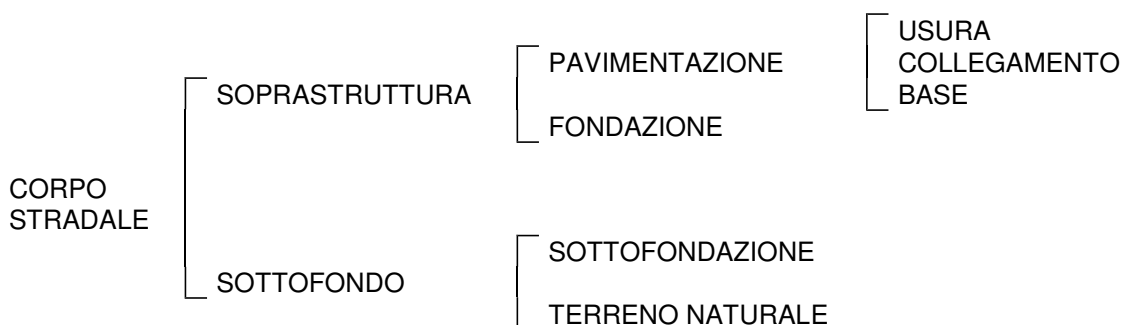 USURA
PAVIMENTAZIONE
COLLEGAMENTO
SOPRASTRUTTURA
BASE
FONDAZIONE
CORPO
STRADALE
SOTTOFONDAZIONE
SOTTOFONDO
TERRENO NATURALE